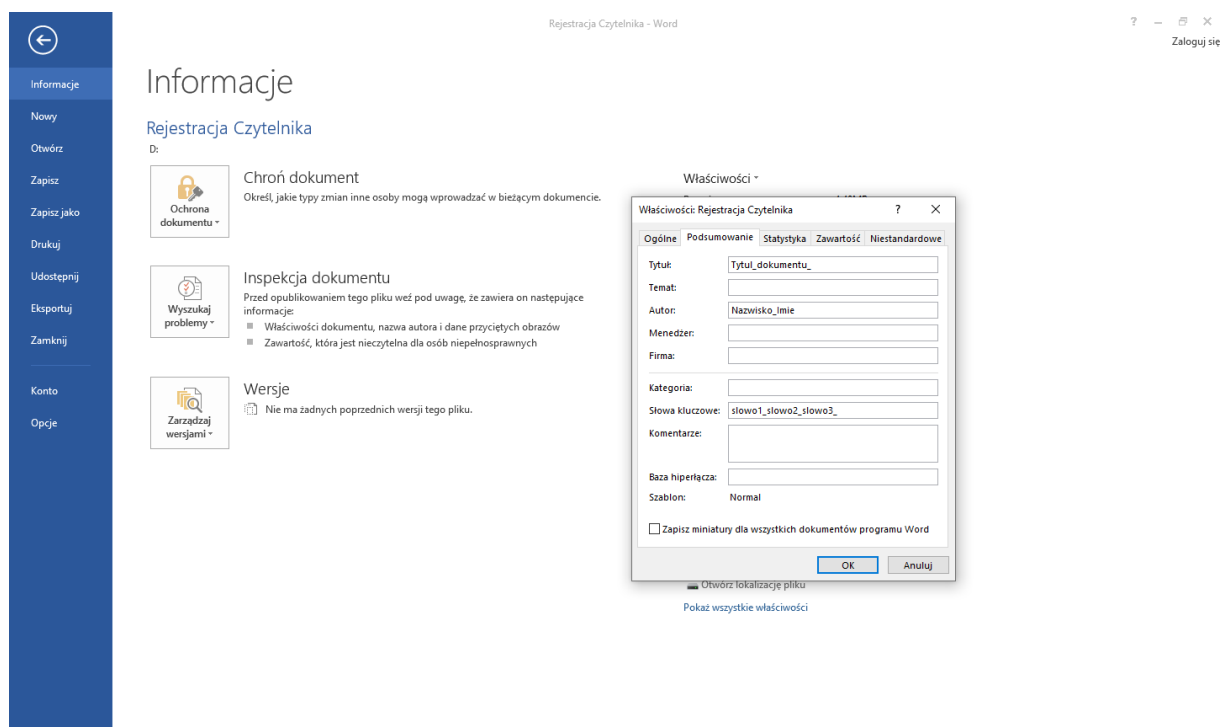 Rejestracja Czytelnika - Word
? – ✕
Zaloguj się
Informacje
Nowy
Otwórz
Zapisz
Zapisz jako
Drukuj
Udostępnij
Eksportuj
Zamknij
Konto
Opcje
Informacje
Rejestracja Czytelnika
D:
Ochrona
dokumentu
Chroń dokument
Określ, jakie typy zmian inne osoby mogą wprowadzać w bieżącym dokumencie.
Wyszukaj
problemy
Inspekcja dokumentu
Przed opublikowaniem tego pliku weź pod uwagę, że zawiera on następujące
informacje:
Właściwości dokumentu, nazwa autora i dane przyciętych obrazów
Zawartość, która jest nieczytelna dla osób niepełnosprawnych
Zarządzaj
wersjami
Wersje
Nie ma żadnych poprzednich wersji tego pliku.
Właściwości
Właściwości: Rejestracja Czytelnika ? ✕
Ogólne Podsumowanie Statystyka Zawartość Niestandardowe
Tytuł: Tytul_dokumentu_
Temat:
Autor: Nazwisko_Imie
Menedżer:
Firma:
Kategoria:
Słowa kluczowe: slowo1_slowo2_slowo3_
Komentarze:
Baza hiperłącza:
Szablon: Normal
Zapisz miniatury dla wszystkich dokumentów programu Word
OK Anuluj
Otwórz lokalizację pliku
Pokaż wszystkie właściwości